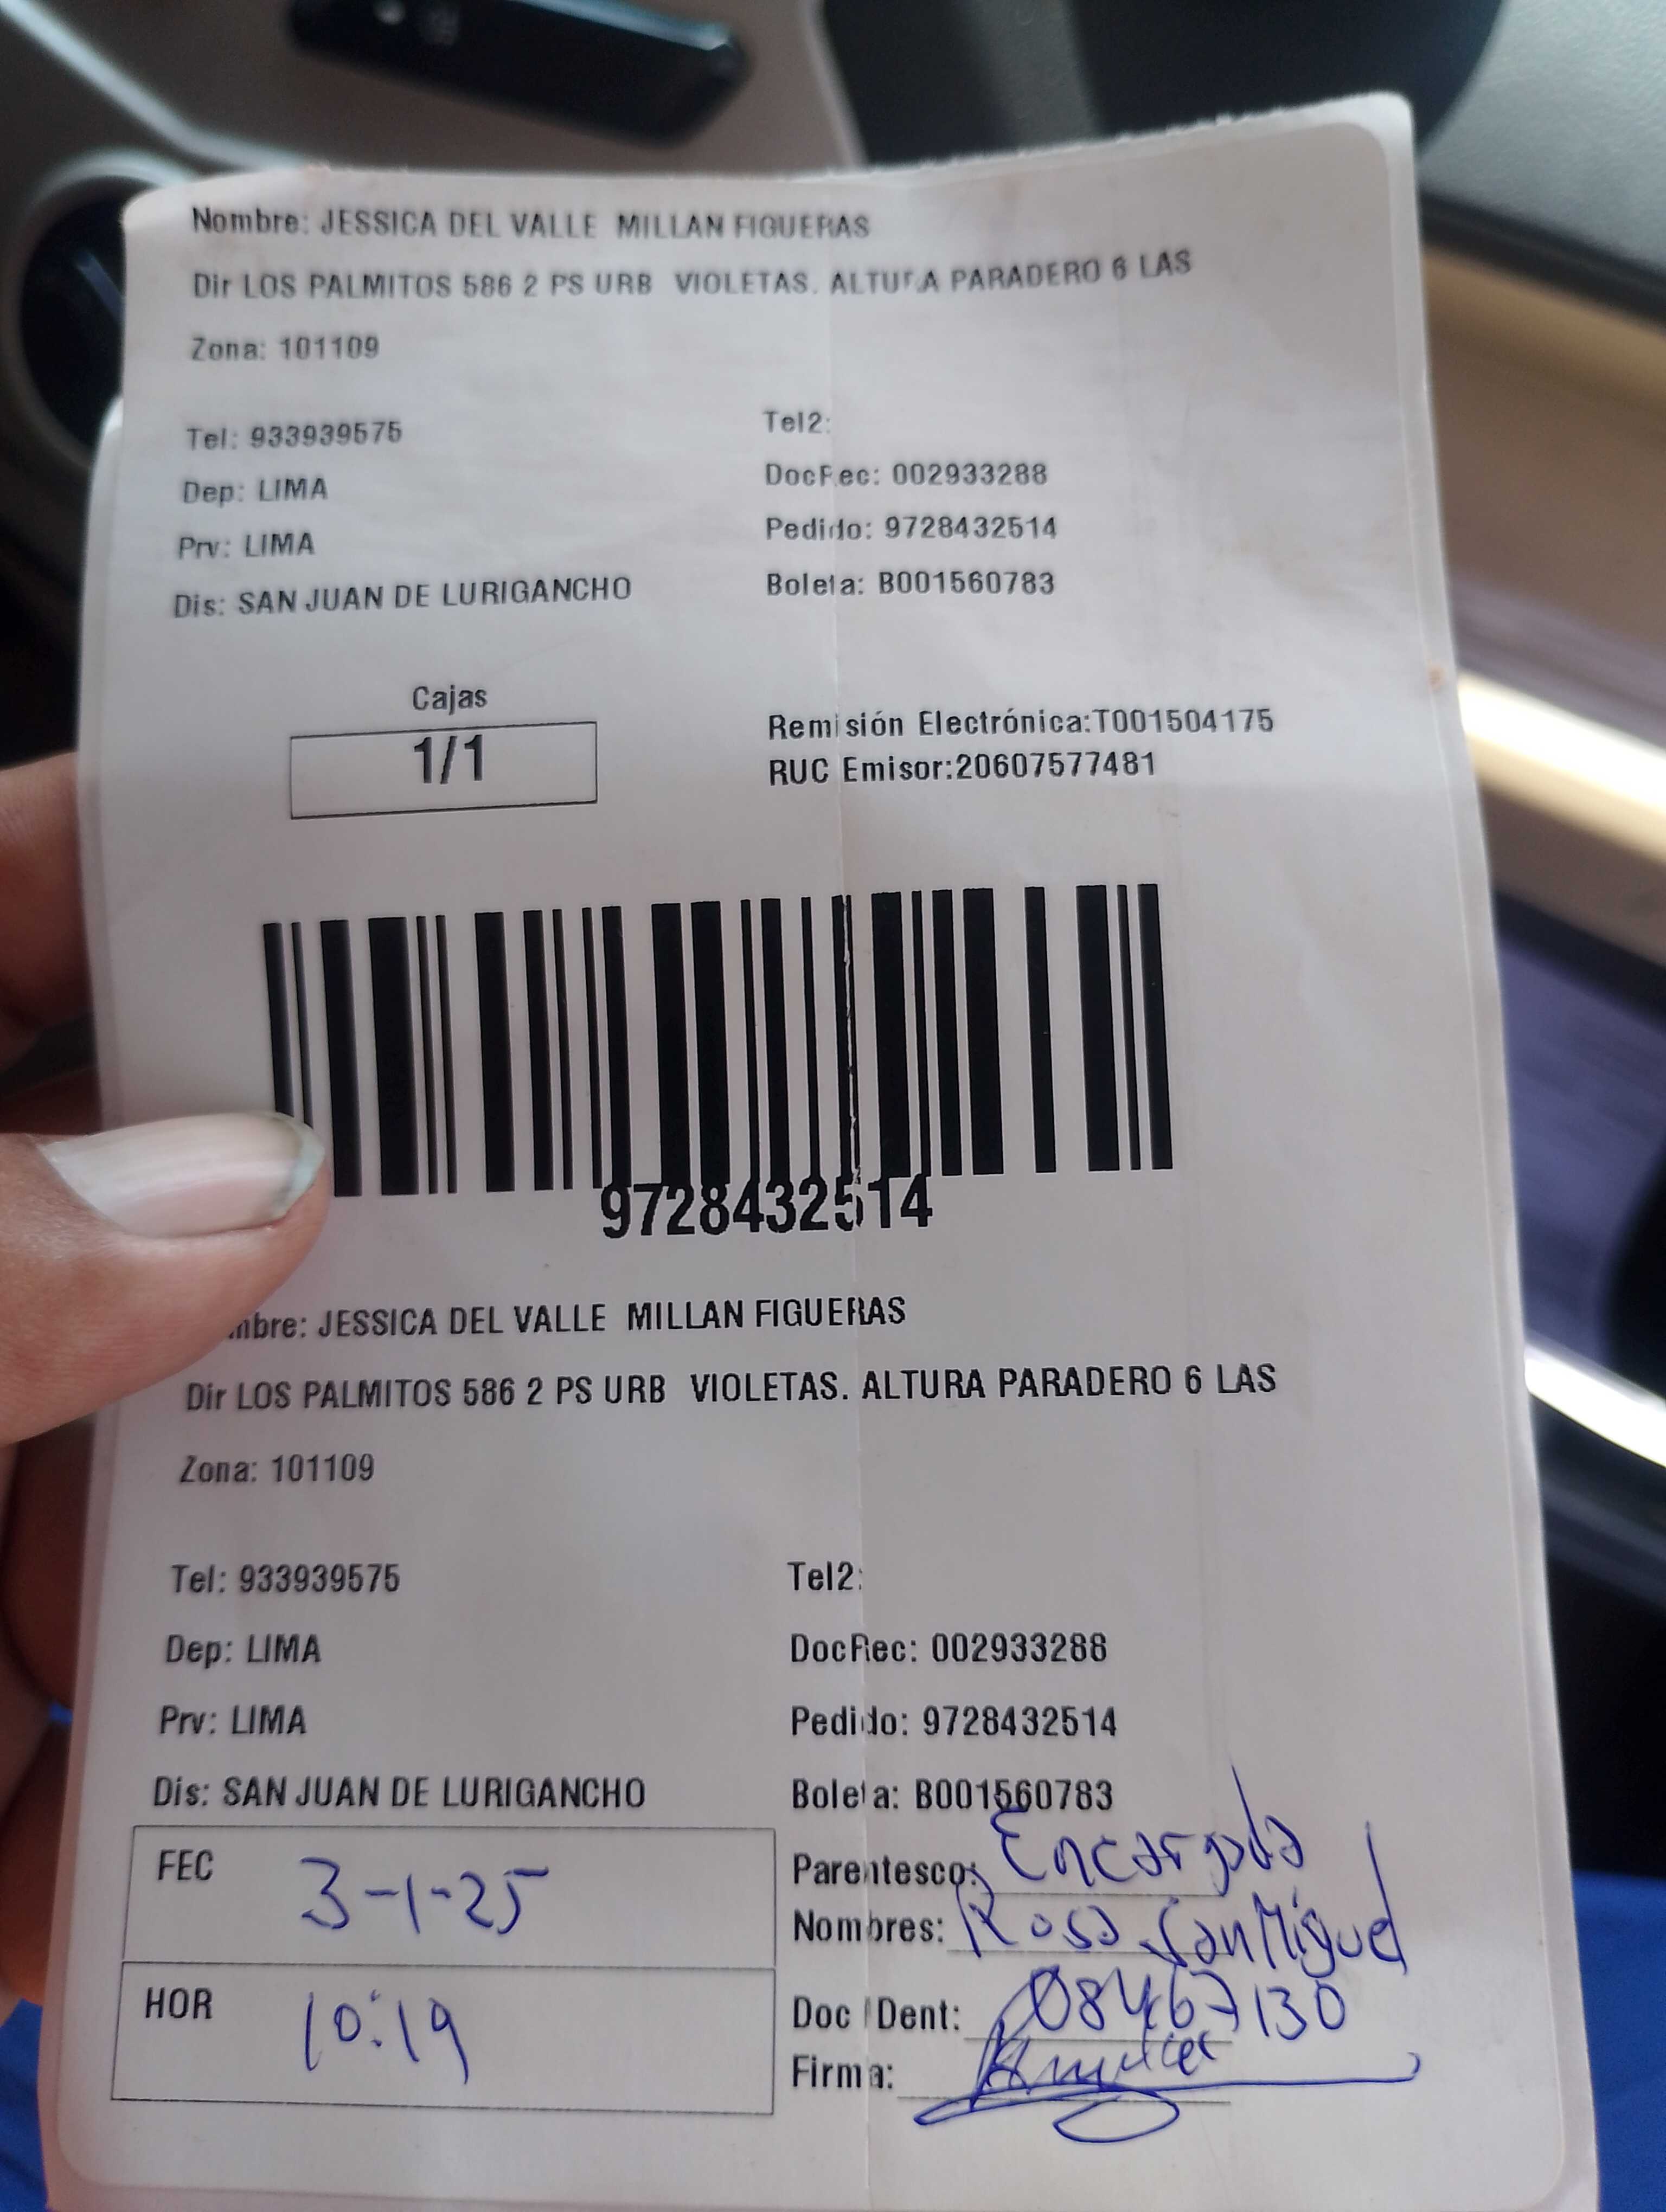 Nombre: JESSICA DEL VALLE MILLAN FIGUERAS
Dir LOS PALMITOS 586 2 PS URB VIOLETAS. ALTURA PARADERO 6 LAS
Zona: 101109
Tel: 933939575 Tel2:
Dep: LIMA DocRec: 002933288
Prv: LIMA Pedido: 9728432514
Dis: SAN JUAN DE LURIGANCHO Boleta: B001560783
Cajas
1/1
Remisión Electrónica:T001504175
RUC Emisor:20607577481
9728432514
mbre: JESSICA DEL VALLE MILLAN FIGUERAS
Dir LOS PALMITOS 586 2 PS URB VIOLETAS. ALTURA PARADERO 6 LAS
Zona: 101109
Tel: 933939575 Tel2:
Dep: LIMA DocRec: 002933288
Prv: LIMA Pedido: 9728432514
Dis: SAN JUAN DE LURIGANCHO Boleta: B001560783
FEC 3-1-25
HOR 10:19
Parentesco: Encargada
Nombres: Rosa San Miguel
Doc IDent: 08467130
Firma: